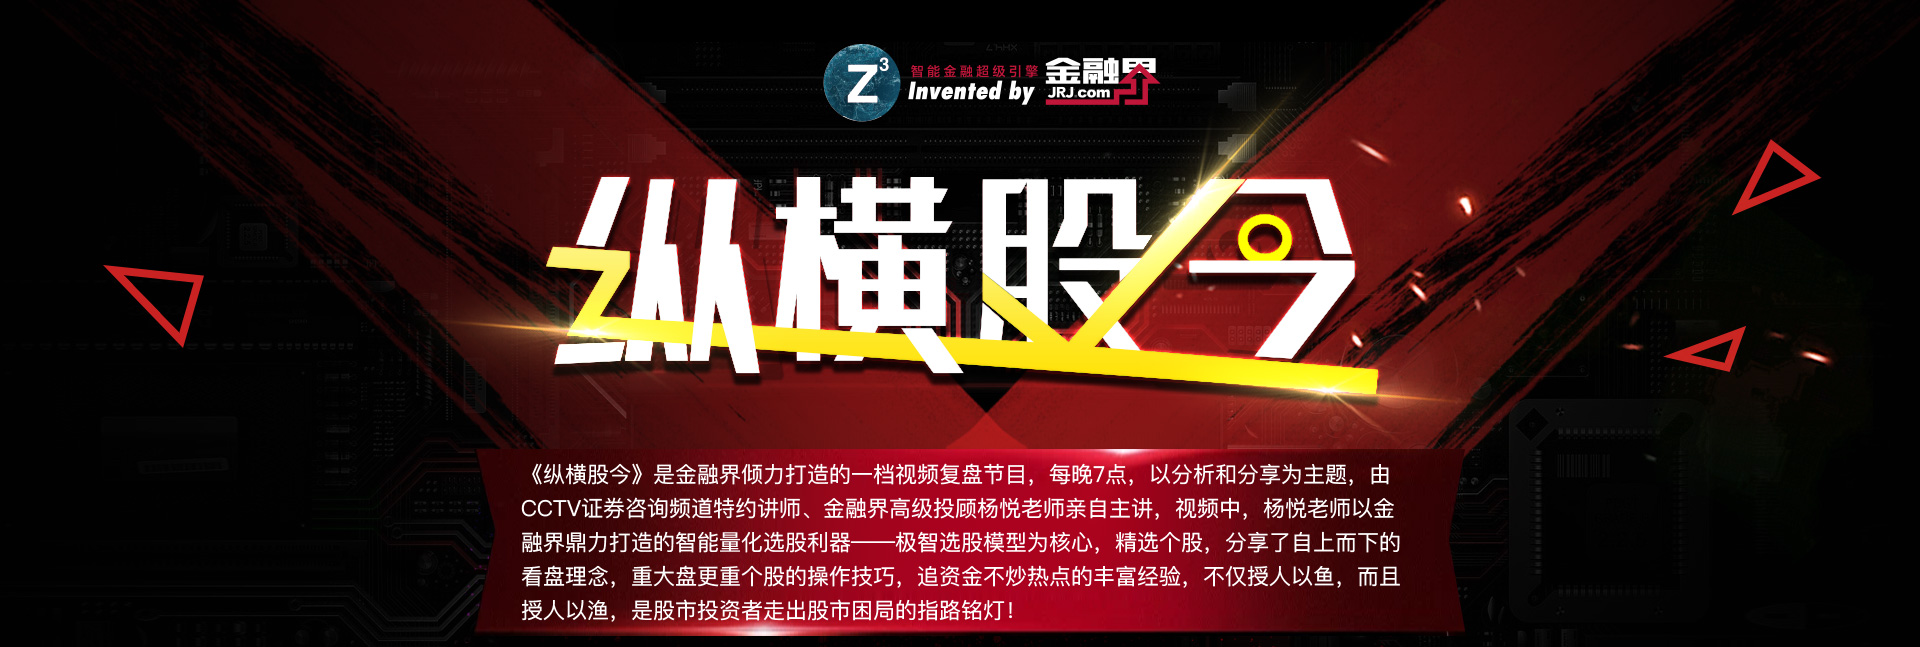 Z³
智能金融超级引擎
Invented by
金融界
JRJ.com
纵横股今
《纵横股今》是金融界倾力打造的一档视频复盘节目，每晚7点，以分析和分享为主题，由
CCTV证券咨询频道特约讲师、金融界高级投顾杨悦老师亲自主讲，视频中，杨悦老师以金
融界鼎力打造的智能量化选股利器——极智选股模型为核心，精选个股，分享了自上而下的
看盘理念，重大盘更重个股的操作技巧，追资金不炒热点的丰富经验，不仅授人以鱼，而且
授人以渔，是股市投资者走出股市困局的指路铭灯！